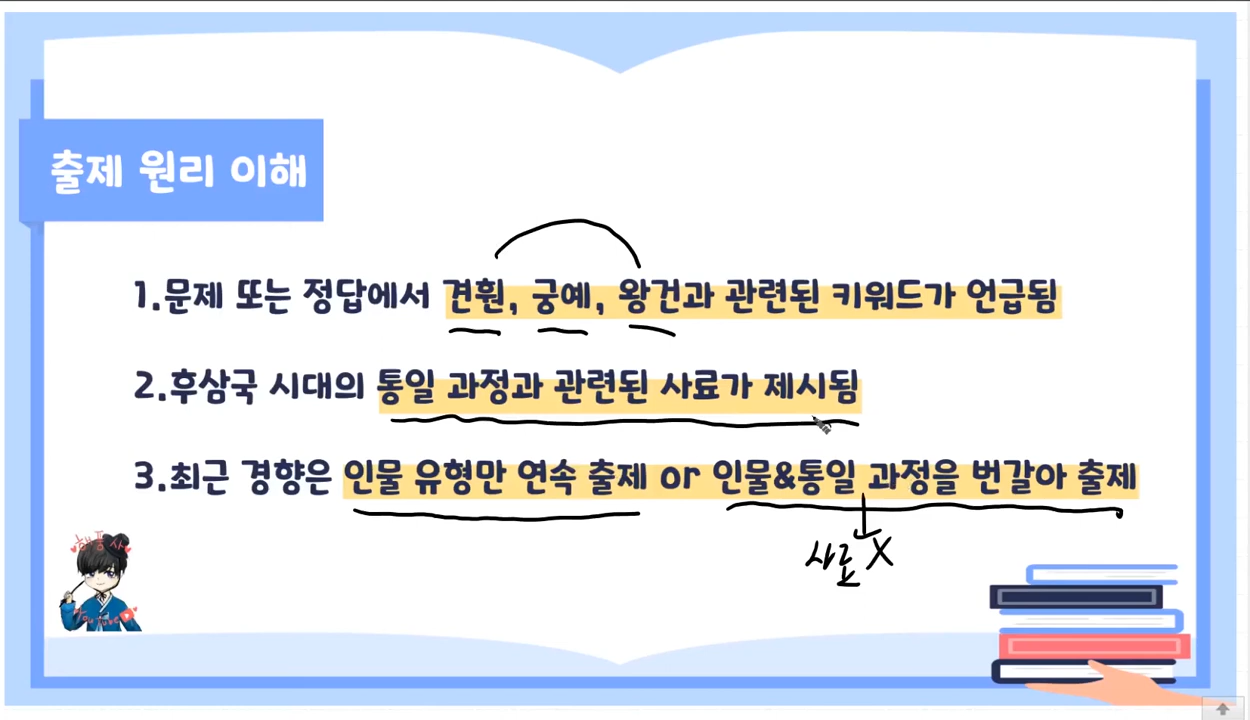 출제 원리 이해
1.문제 또는 정답에서 견훤, 궁예, 왕건과 관련된 키워드가 언급됨
2.후삼국 시대의 통일 과정과 관련된 사료가 제시됨
3.최근 경향은 인물 유형만 연속 출제 or 인물&통일 과정을 번갈아 출제
사료 X
해품사
YouTube